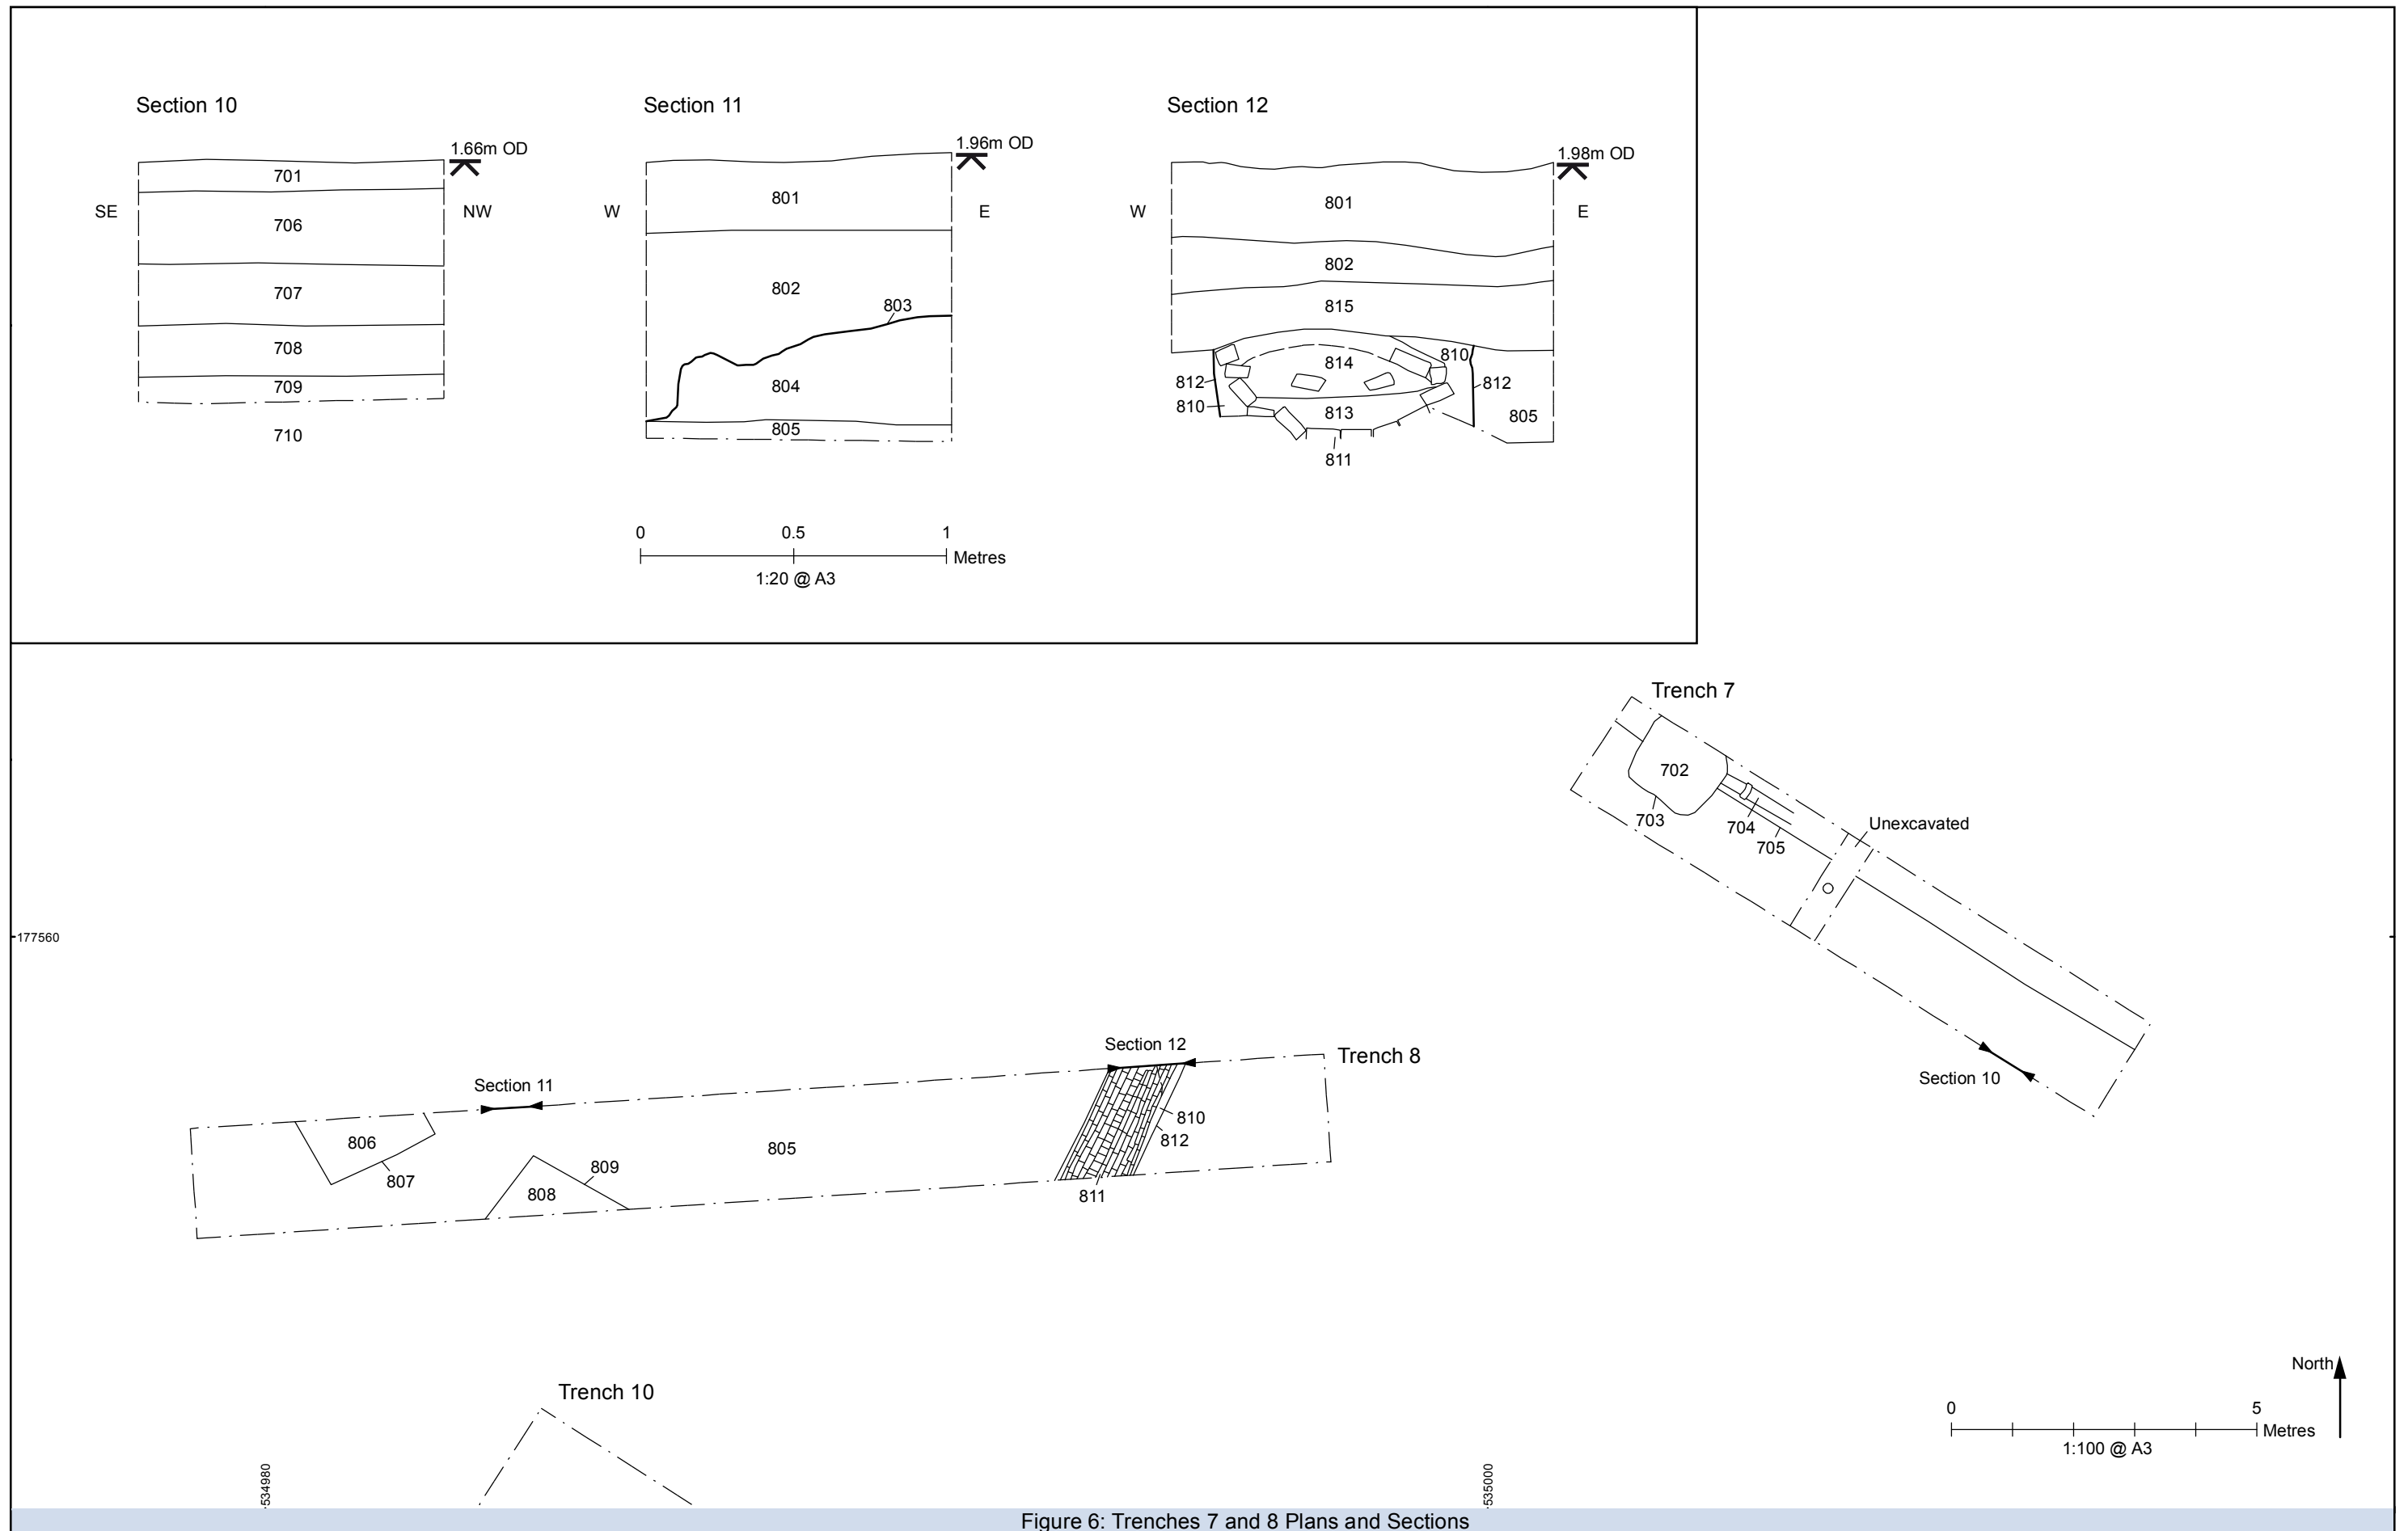 Section 10
1.66m OD
701
SE
NW
706
707
708
709
710
Section 11
1.96m OD
801
W
E
802
803
804
805
Section 12
1.98m OD
801
W
E
802
815
814
810
812
812
810
813
805
811
0 0.5 1
Metres
1:20 @ A3
Trench 7
702
703
704
705
Unexcavated
Section 10
177560
Section 12
Trench 8
Section 11
806
807
808
809
805
810
812
811
Trench 10
North
0 5
Metres
1:100 @ A3
534980
535000
Figure 6: Trenches 7 and 8 Plans and Sections